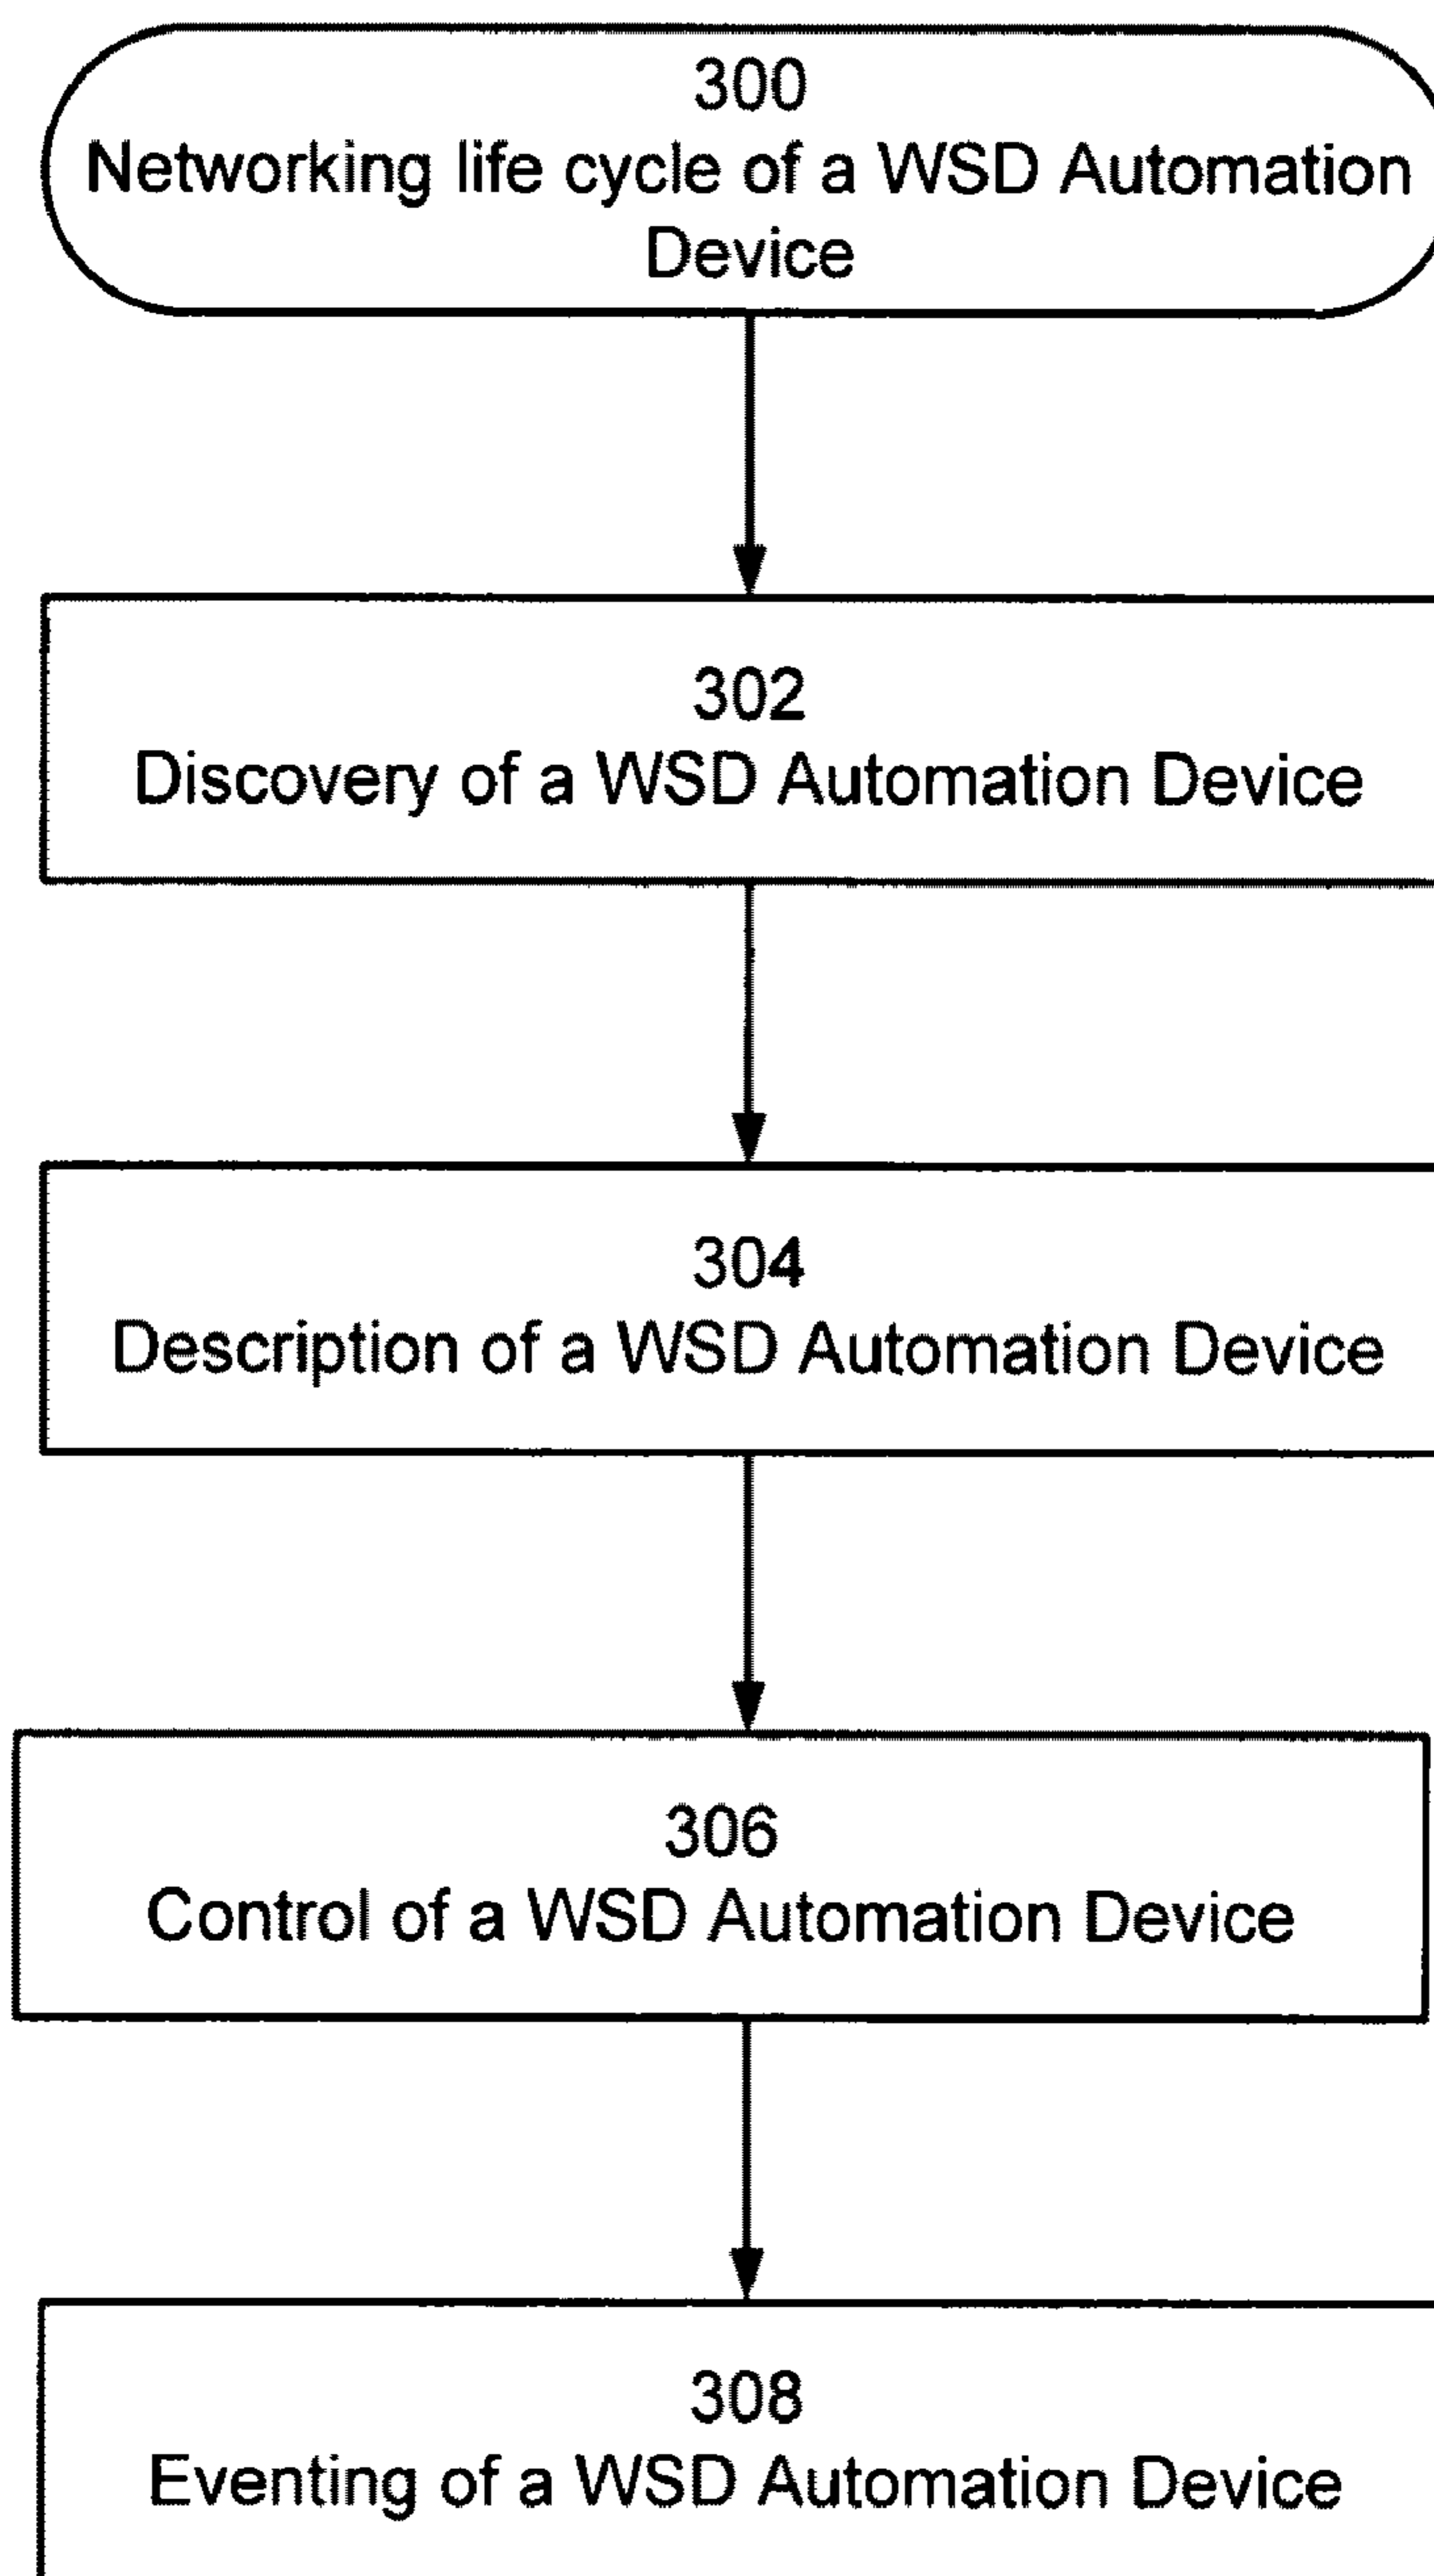 300
Networking life cycle of a WSD Automation
Device
302
Discovery of a WSD Automation Device
304
Description of a WSD Automation Device
306
Control of a WSD Automation Device
308
Eventing of a WSD Automation Device